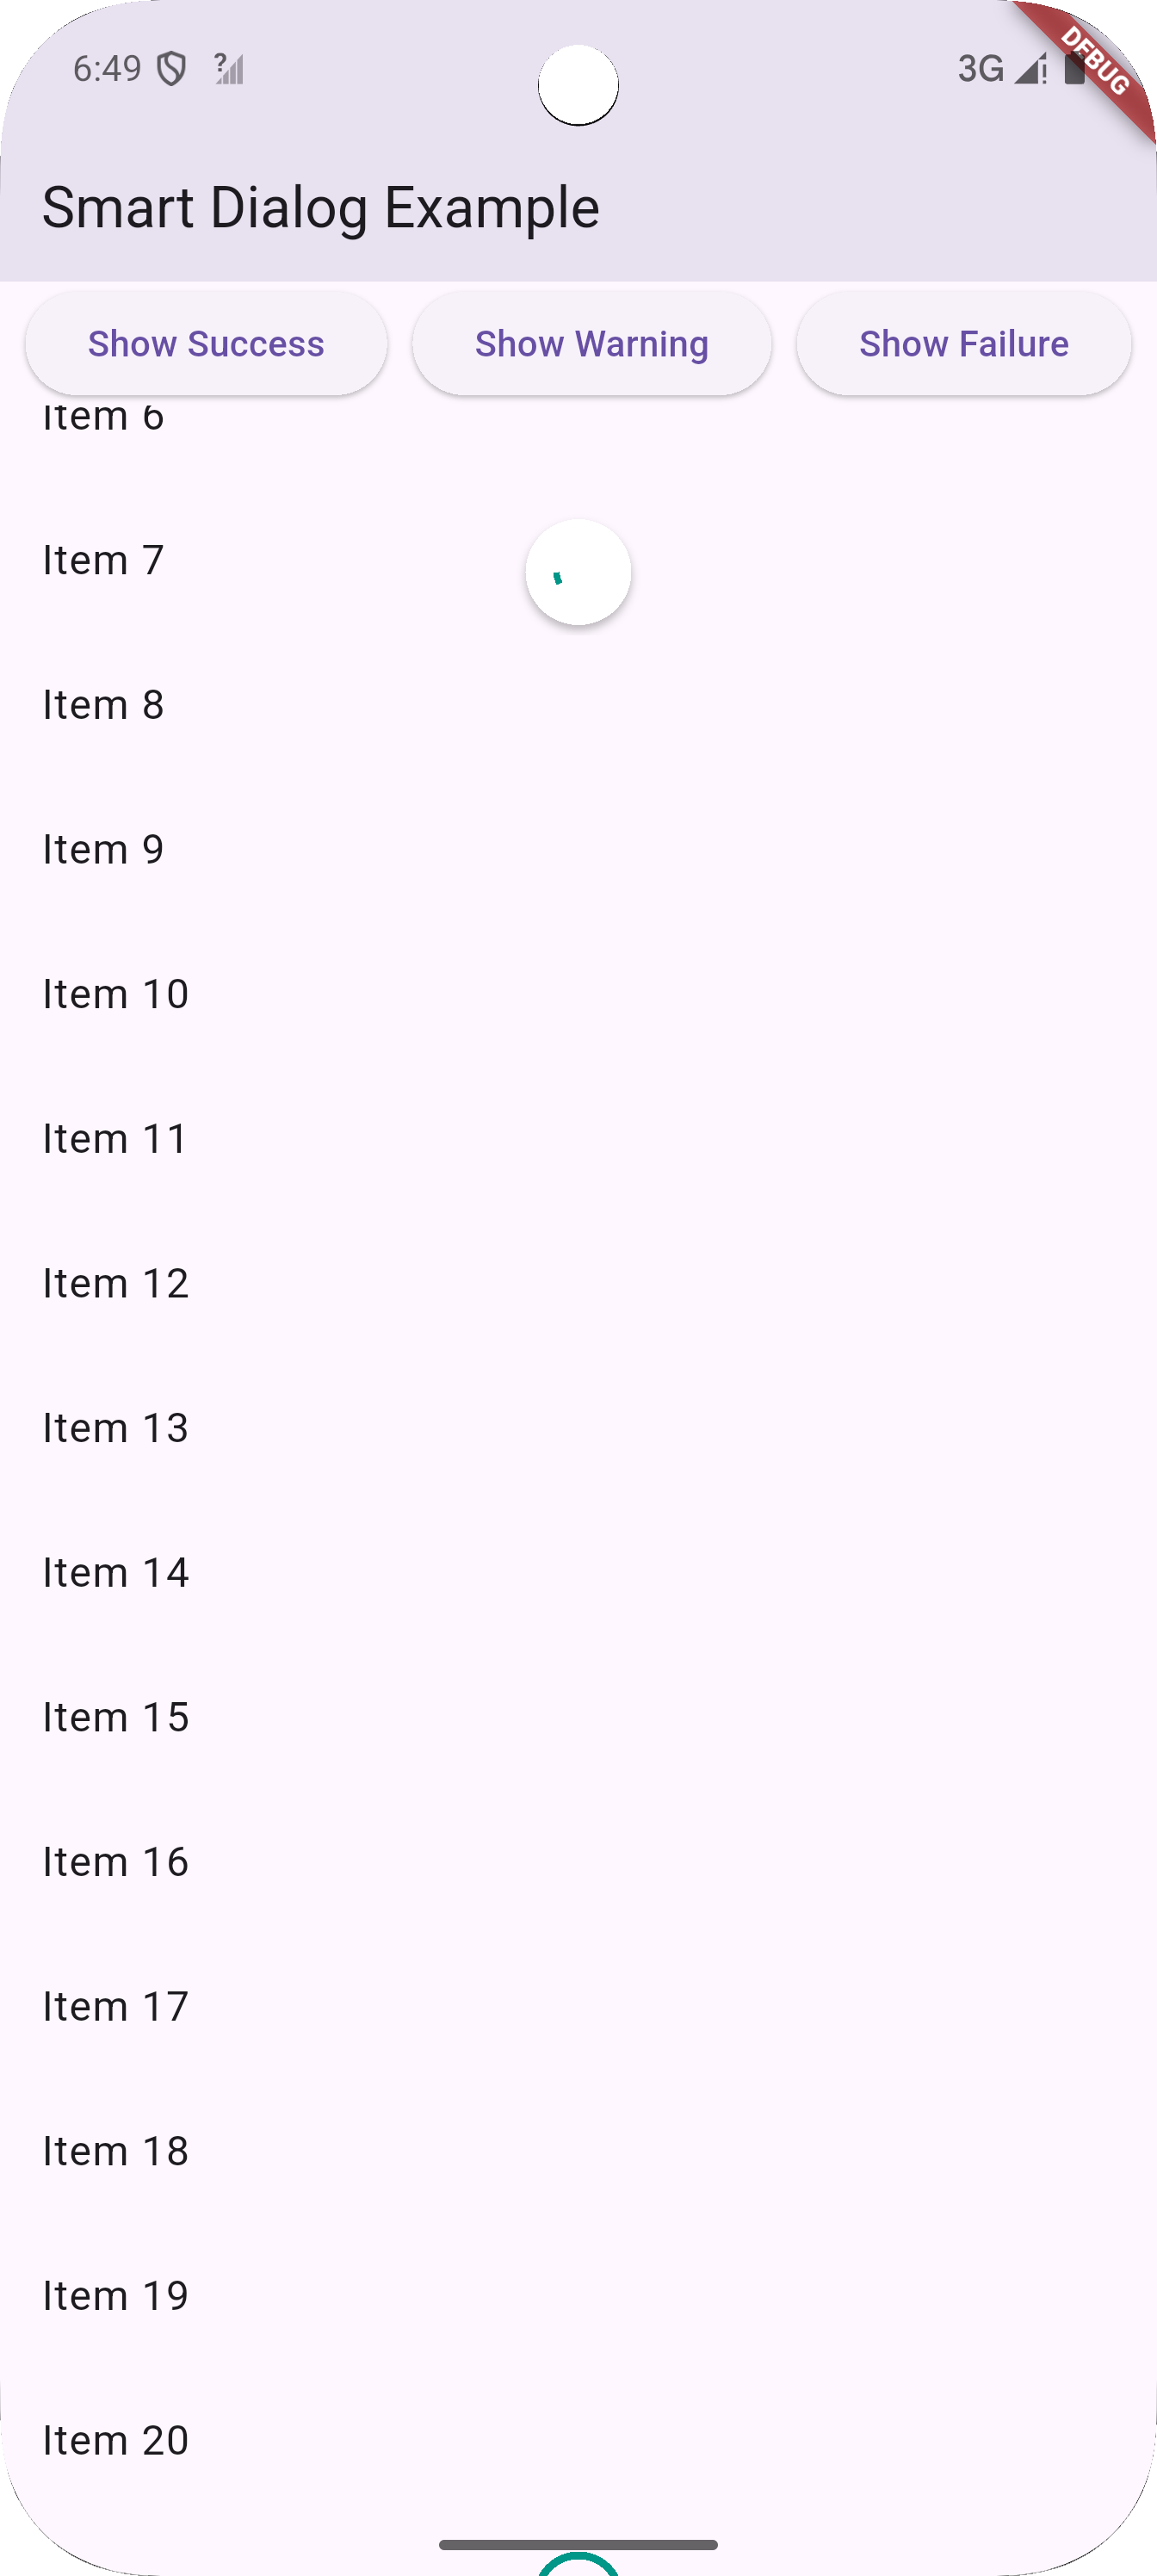 6:49 ? 3G
DEBUG
Smart Dialog Example
Show Success Show Warning Show Failure
Item 6
Item 7
Item 8
Item 9
Item 10
Item 11
Item 12
Item 13
Item 14
Item 15
Item 16
Item 17
Item 18
Item 19
Item 20